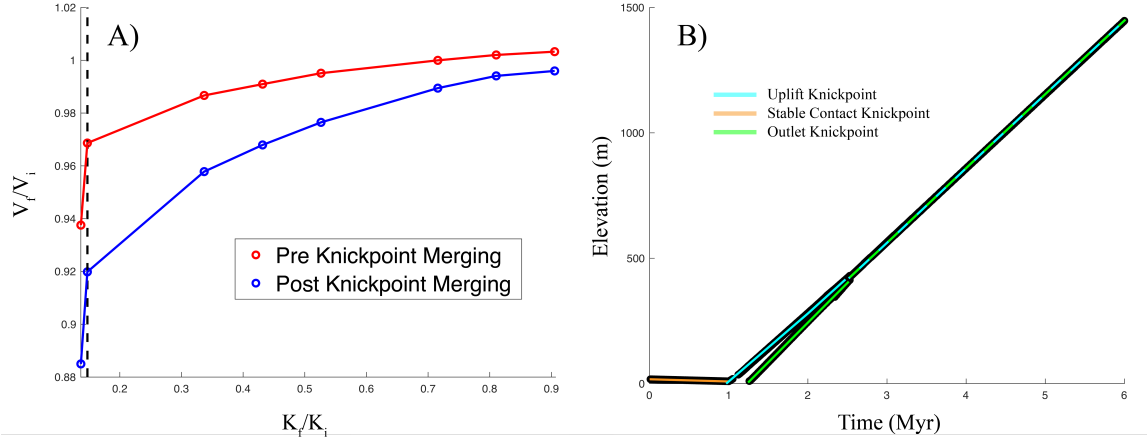 A)
1.02
1
0.98
0.96
0.94
0.92
0.9
0.88
V_f/V_i
Pre Knickpoint Merging
Post Knickpoint Merging
0.2 0.3 0.4 0.5 0.6 0.7 0.8 0.9
K_f/K_i
B)
1500
1000
500
0
Elevation (m)
Uplift Knickpoint
Stable Contact Knickpoint
Outlet Knickpoint
0 1 2 3 4 5 6
Time (Myr)